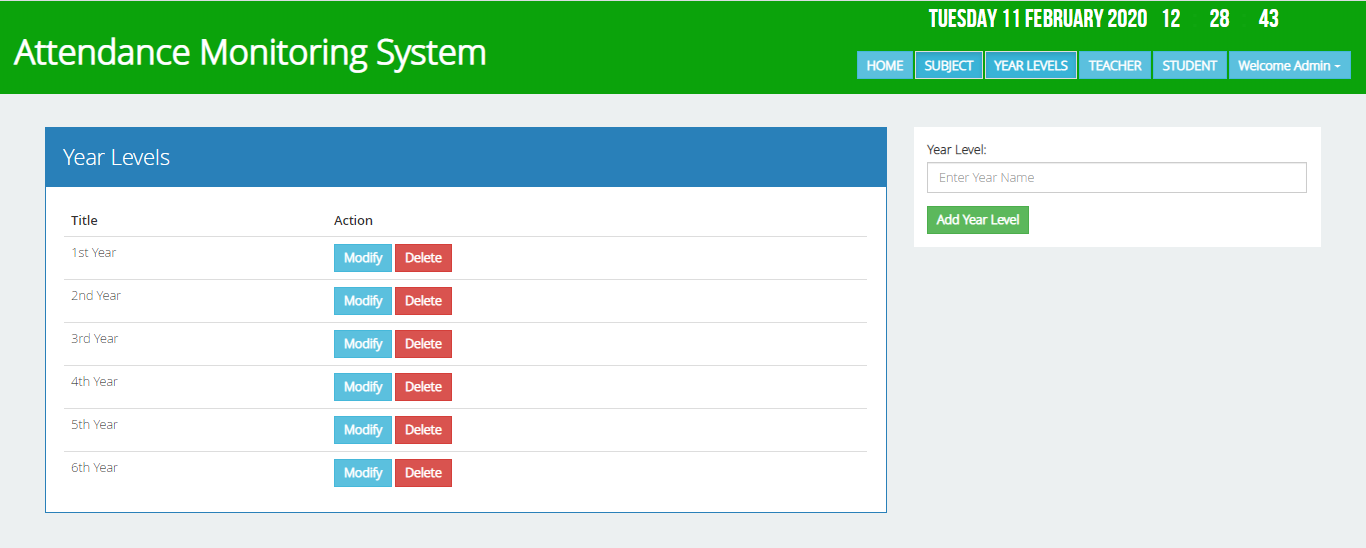 TUESDAY 11 FEBRUARY 2020 12 28 43
Attendance Monitoring System
HOME SUBJECT YEAR LEVELS TEACHER STUDENT Welcome Admin
Year Levels
Title Action
1st Year Modify Delete
2nd Year Modify Delete
3rd Year Modify Delete
4th Year Modify Delete
5th Year Modify Delete
6th Year Modify Delete
Year Level:
Enter Year Name
Add Year Level